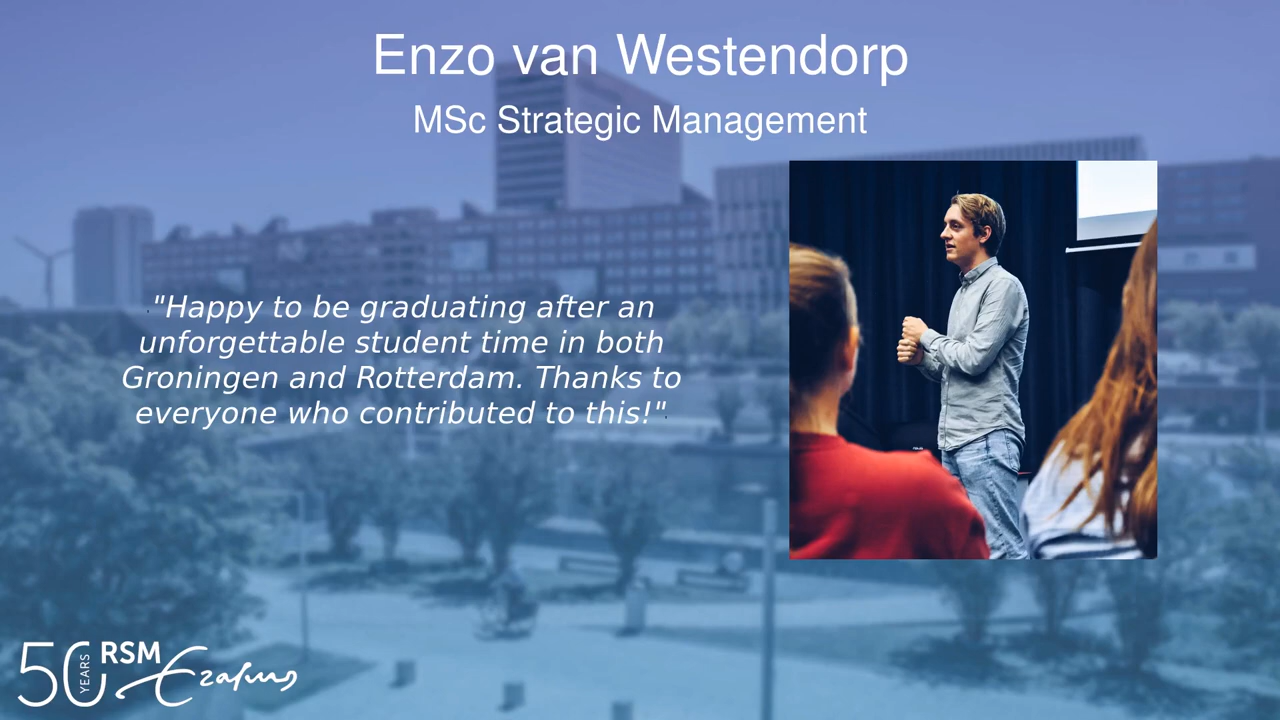 Enzo van Westendorp
MSc Strategic Management
"Happy to be graduating after an
unforgettable student time in both
Groningen and Rotterdam. Thanks to
everyone who contributed to this!"
50 YEARS RSM Erasmus